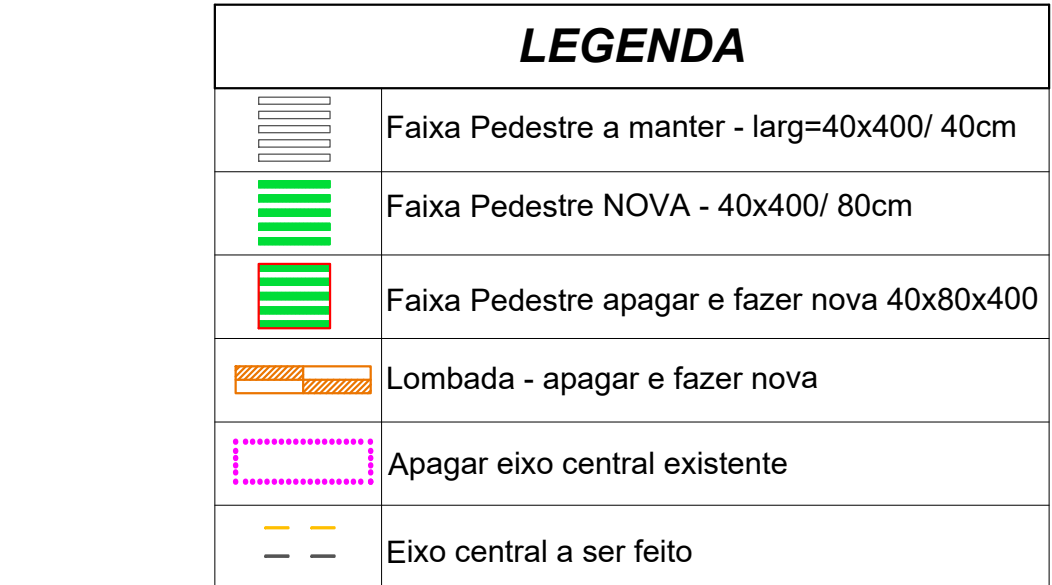 LEGENDA
Faixa Pedestre a manter - larg=40x400/ 40cm
Faixa Pedestre NOVA - 40x400/ 80cm
Faixa Pedestre apagar e fazer nova 40x80x400
Lombada - apagar e fazer nova
Apagar eixo central existente
Eixo central a ser feito